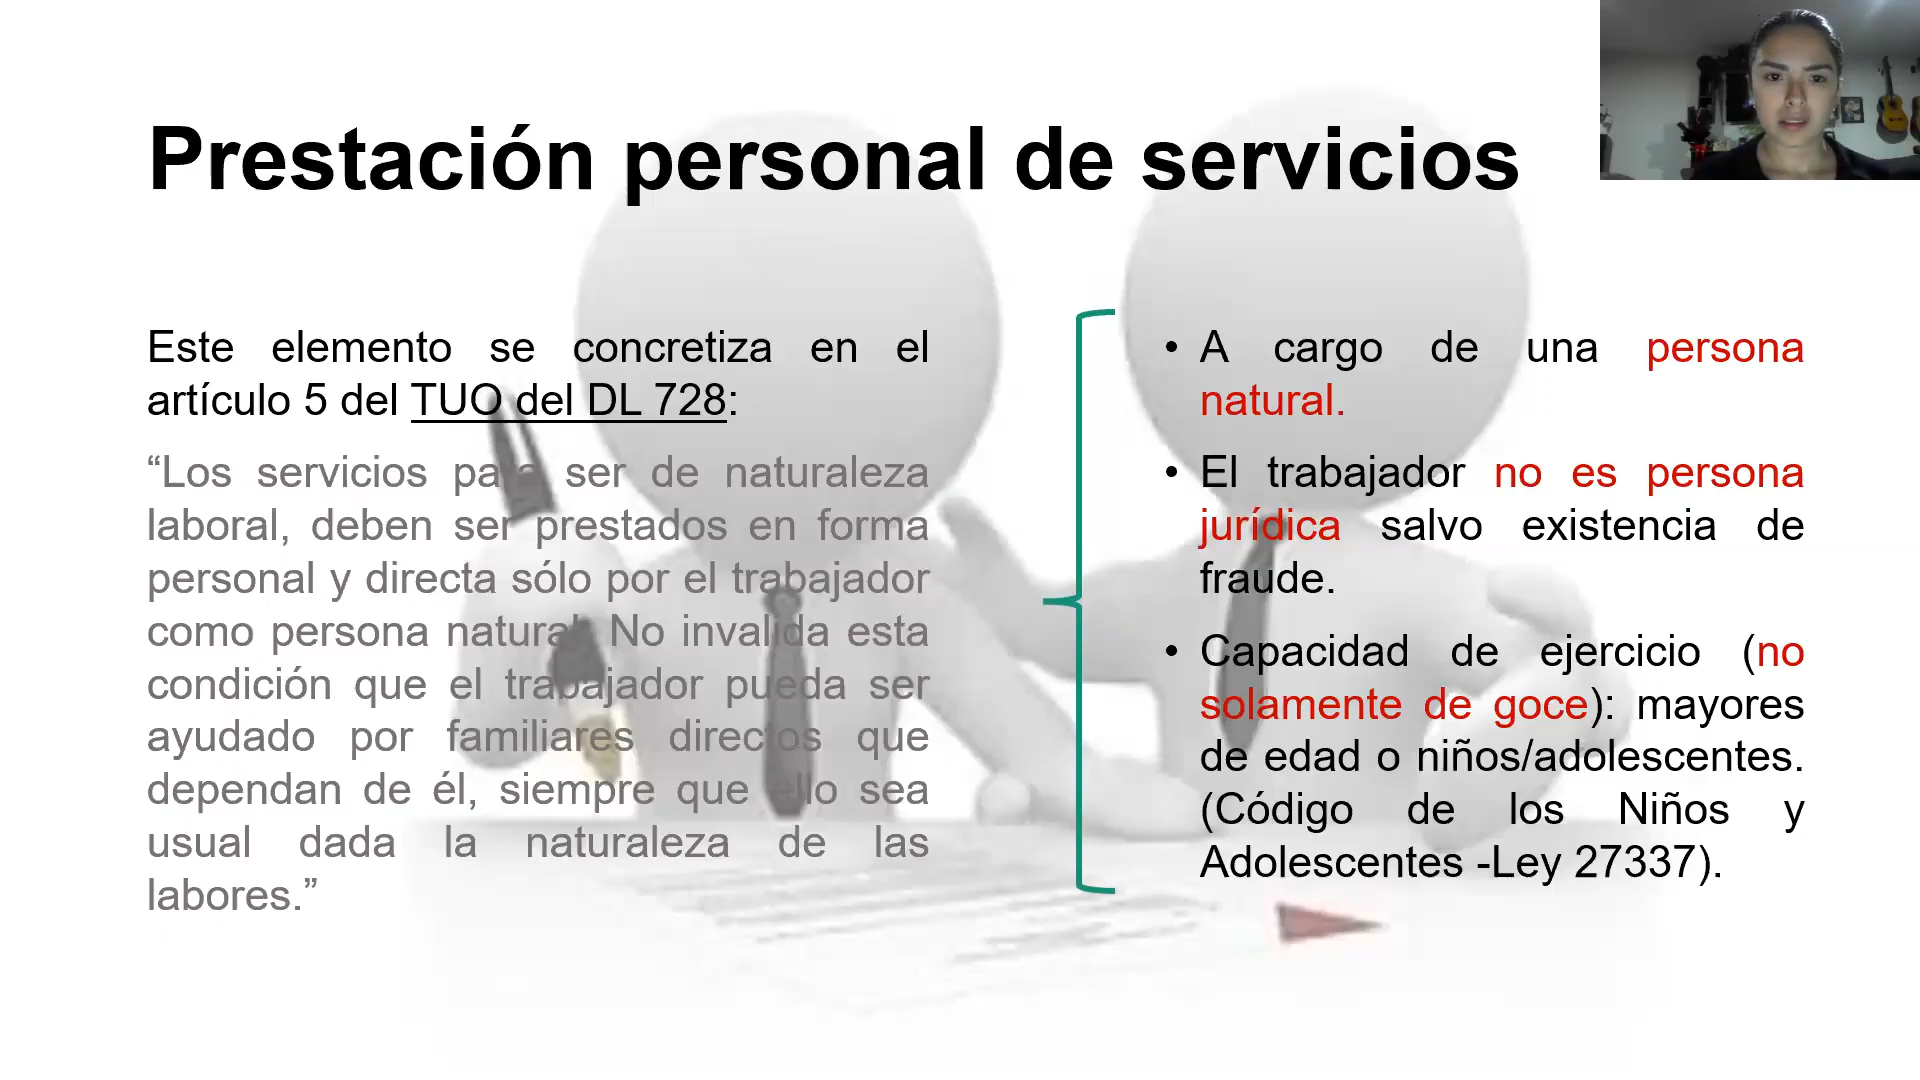 Prestación personal de servicios
Este elemento se concretiza en el
artículo 5 del TUO del DL 728:
“Los servicios para ser de naturaleza
laboral, deben ser prestados en forma
personal y directa sólo por el trabajador
como persona natural. No invalida esta
condición que el trabajador pueda ser
ayudado por familiares directos que
dependan de él, siempre que ello sea
usual dada la naturaleza de las
labores.”
• A cargo de una persona
natural.
• El trabajador no es persona
jurídica salvo existencia de
fraude.
• Capacidad de ejercicio (no
solamente de goce): mayores
de edad o niños/adolescentes.
(Código de los Niños y
Adolescentes -Ley 27337).